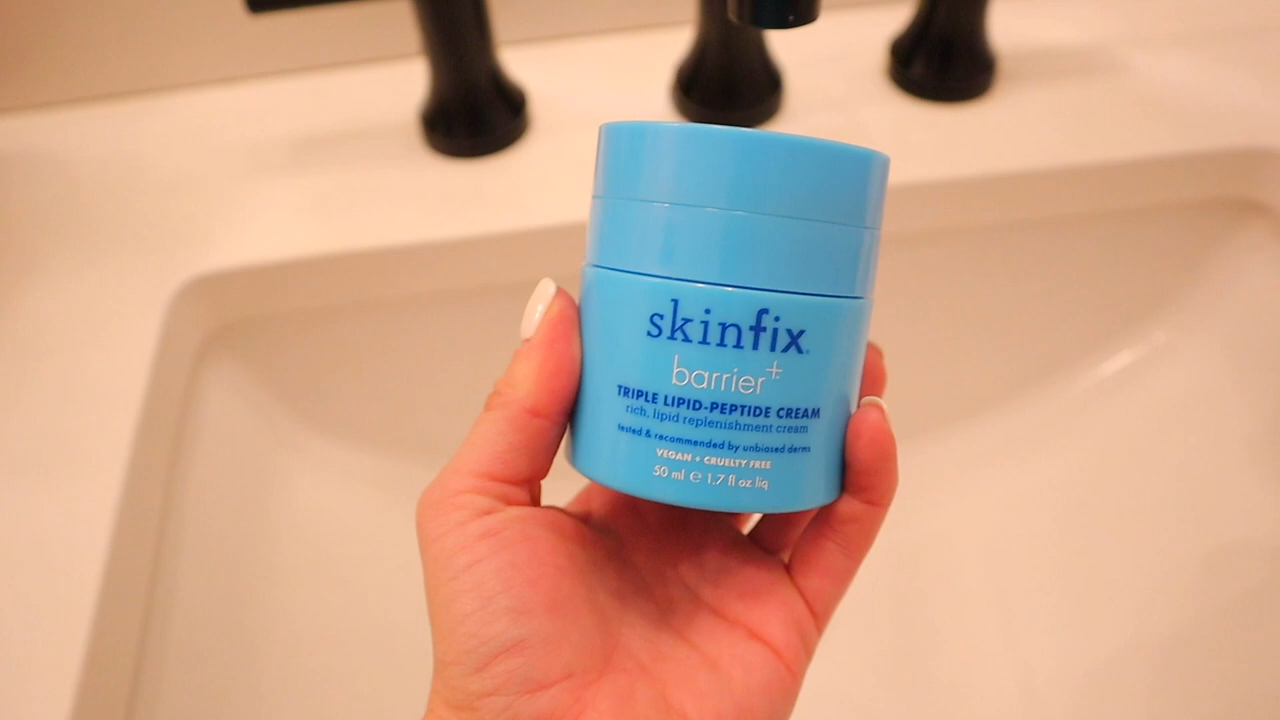 skinfix
barrier+
TRIPLE LIPID-PEPTIDE CREAM
rich, lipid replenishment cream
tested & recommended by unbiased derms
VEGAN + CRUELTY FREE
50 ml ℮ 1.7 fl oz liq